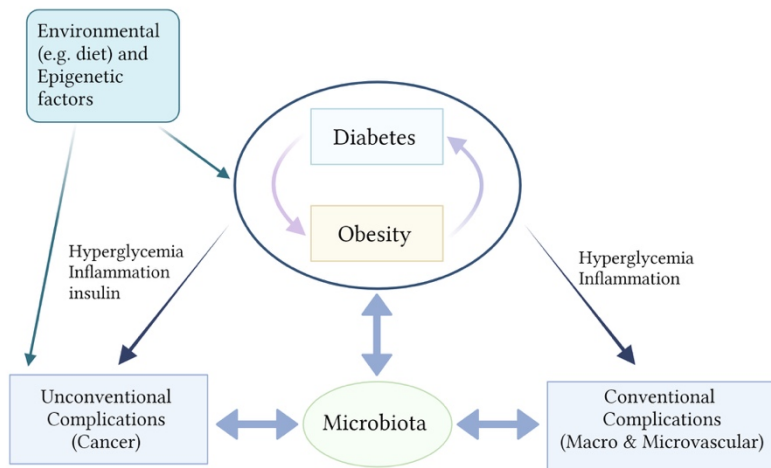 Environmental
(e.g. diet) and
Epigenetic
factors
Diabetes
Obesity
Hyperglycemia
Inflammation
insulin
Hyperglycemia
Inflammation
Unconventional
Complications
(Cancer)
Microbiota
Conventional
Complications
(Macro & Microvascular)